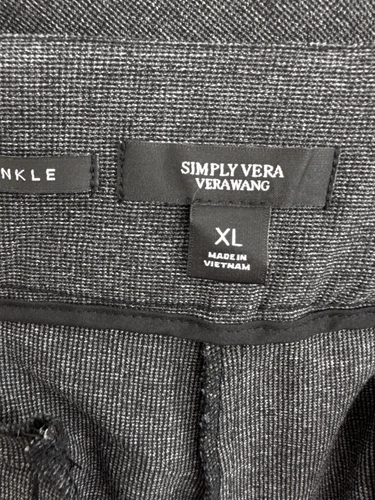 NKLE
SIMPLY VERA
VERAWANG
XL
MADE IN
VIETNAM